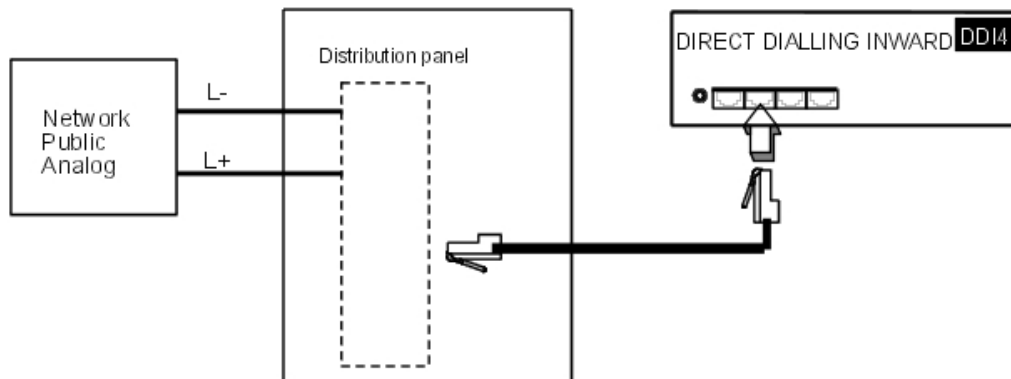 Network
Public
Analog
L-
L+
Distribution panel
DIRECT DIALLING INWARD DDI4